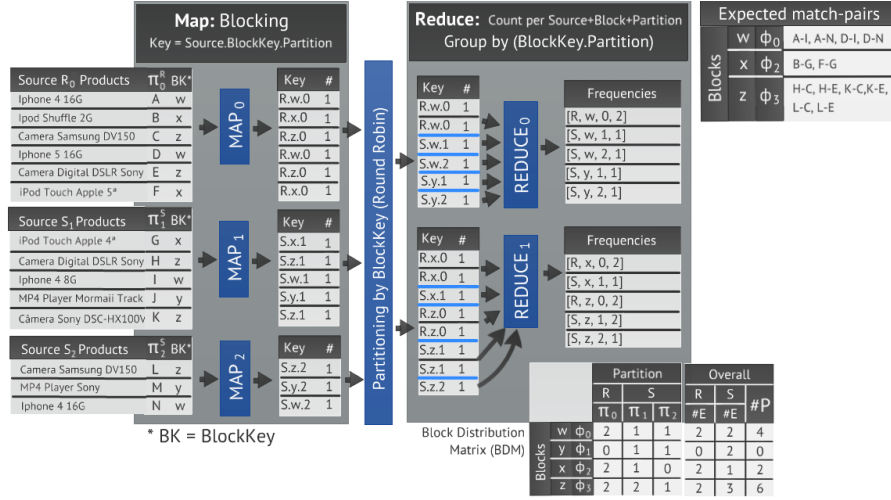 Map: Blocking
Key = Source.BlockKey.Partition
Reduce: Count per Source+Block+Partition
Group by (BlockKey.Partition)
Expected match-pairs
Blocks
w ϕ0 A-I, A-N, D-I, D-N
x ϕ2 B-G, F-G
z ϕ3 H-C, H-E, K-C,K-E,
L-C, L-E
Source R0 Products Π0R BK*
Iphone 4 16G A w
Ipod Shuffle 2G B x
Camera Samsung DV150 C z
Iphone 5 16G D w
Camera Digital DSLR Sony E z
iPod Touch Apple 5ª F x
MAP0
Key #
R.w.0 1
R.x.0 1
R.z.0 1
R.w.0 1
R.z.0 1
R.x.0 1
Source S1 Products Π1S BK*
iPod Touch Apple 4ª G x
Camera Digital DSLR Sony H z
Iphone 4 8G I w
MP4 Player Mormaii Track J y
Câmera Sony DSC-HX100V K z
MAP1
Key #
S.x.1 1
S.z.1 1
S.w.1 1
S.y.1 1
S.z.1 1
Source S2 Products Π2S BK*
Camera Samsung DV150 L z
MP4 Player Sony M y
Iphone 4 16G N w
MAP2
Key #
S.z.2 1
S.y.2 1
S.w.2 1
* BK = BlockKey
Partitioning by BlockKey (Round Robin)
Key #
R.w.0 1
R.w.0 1
S.w.1 1
S.w.2 1
S.y.1 1
S.y.2 1
REDUCE0
Frequencies
[R, w, 0, 2]
[S, w, 1, 1]
[S, w, 2, 1]
[S, y, 1, 1]
[S, y, 2, 1]
Key #
R.x.0 1
R.x.0 1
S.x.1 1
R.z.0 1
R.z.0 1
S.z.1 1
S.z.1 1
S.z.2 1
REDUCE1
Frequencies
[R, x, 0, 2]
[S, x, 1, 1]
[R, z, 0, 2]
[S, z, 1, 2]
[S, z, 2, 1]
Block Distribution
Matrix (BDM)
Partition Overall
R S R S #P
Π0 Π1 Π2 #E #E
Blocks
w ϕ0 2 1 1 2 2 4
y ϕ1 0 1 1 0 2 0
x ϕ2 2 1 0 2 1 2
z ϕ3 2 2 1 2 3 6